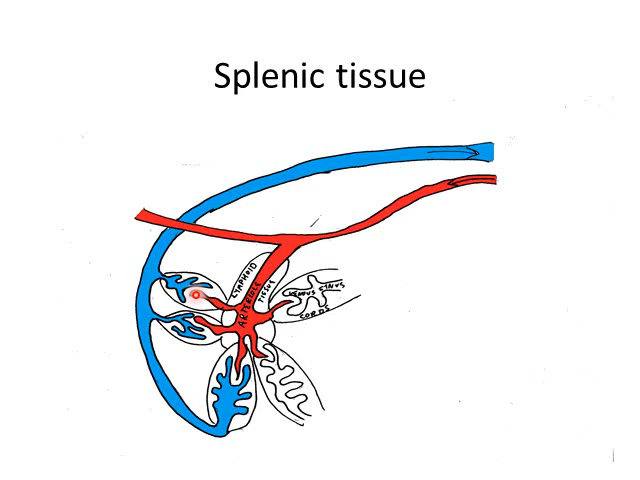 Splenic tissue
LYMPHOID
TISSUE
ARTERIOLE
VENOUS SINUS
CORDS